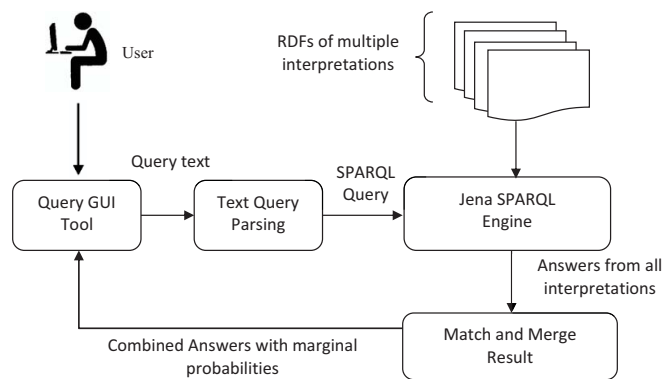 User
RDFs of multiple
interpretations
Query text
SPARQL
Query
Query GUI
Tool
Text Query
Parsing
Jena SPARQL
Engine
Answers from all
interpretations
Match and Merge
Result
Combined Answers with marginal
probabilities